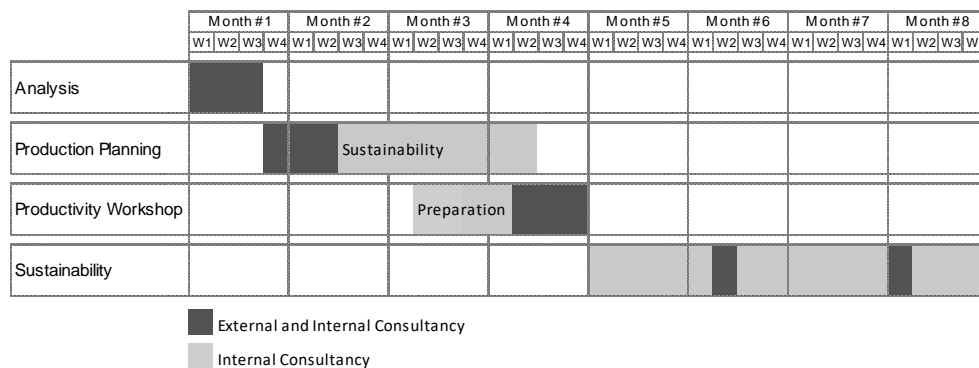 Month #1 Month #2 Month #3 Month #4 Month #5 Month #6 Month #7 Month #8
W1 W2 W3 W4 W1 W2 W3 W4 W1 W2 W3 W4 W1 W2 W3 W4 W1 W2 W3 W4 W1 W2 W3 W4 W1 W2 W3 W4 W1 W2 W3 W
Analysis
Production Planning Sustainability
Productivity Workshop Preparation
Sustainability
External and Internal Consultancy
Internal Consultancy